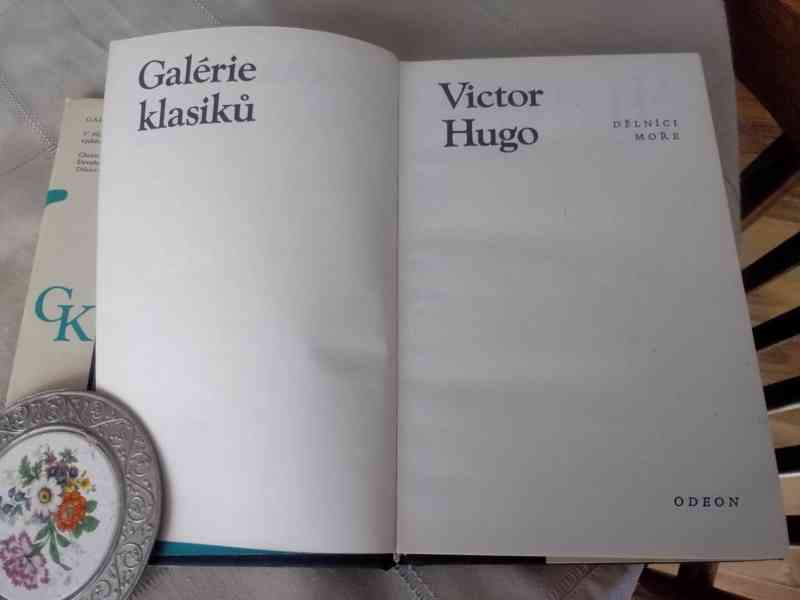 Galérie
klasiků
Victor
Hugo
DĚLNÍCI
MOŘE
ODEON
GK